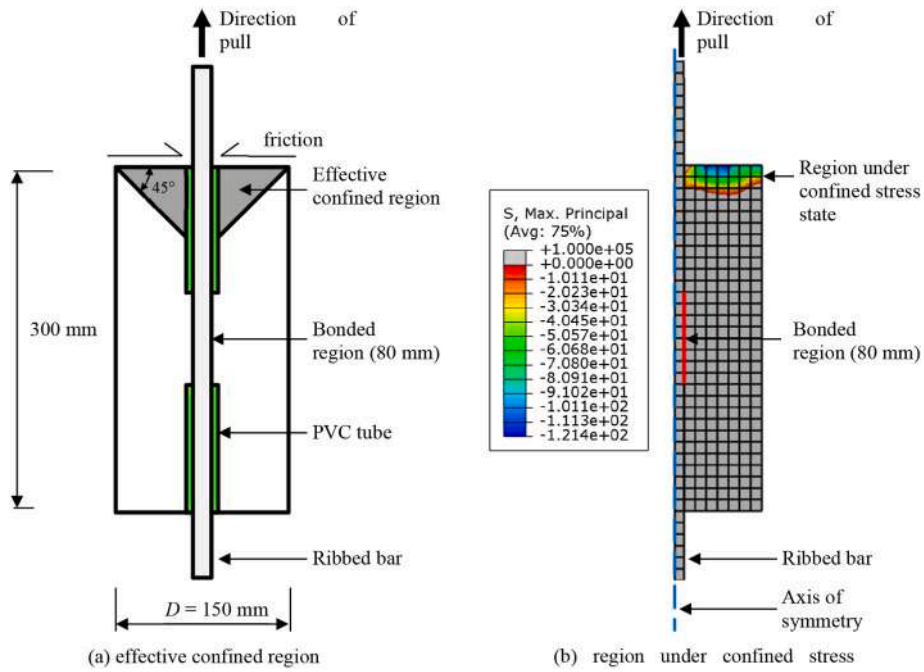 Direction of
pull
friction
45°
Effective
confined region
300 mm
Bonded
region (80 mm)
PVC tube
Ribbed bar
D = 150 mm
(a) effective confined region
Direction of
pull
Region under
confined stress
state
S, Max. Principal
(Avg: 75%)
+1.000e+05
+0.000e+00
-1.011e+01
-2.023e+01
-3.034e+01
-4.045e+01
-5.057e+01
-6.068e+01
-7.080e+01
-8.091e+01
-9.102e+01
-1.011e+02
-1.113e+02
-1.214e+02
Bonded
region (80 mm)
Ribbed bar
Axis of
symmetry
(b) region under confined stress